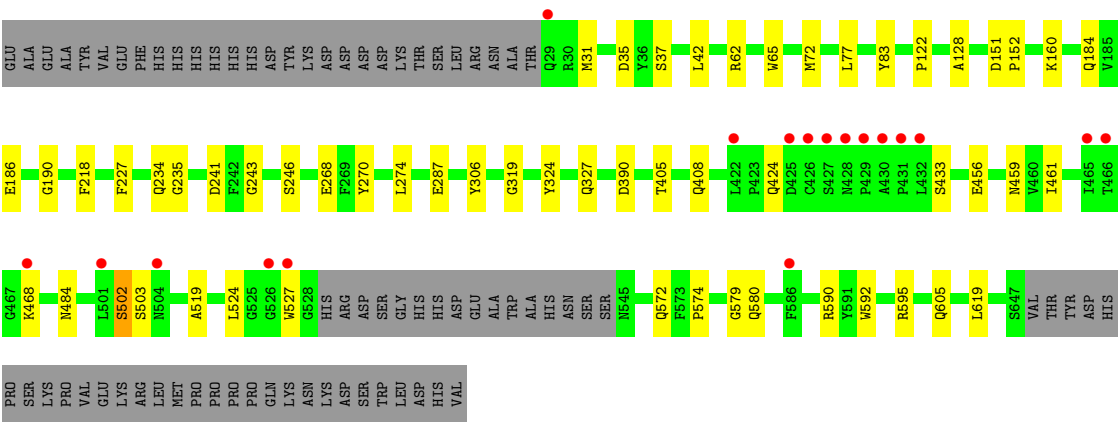 GLU ALA GLU GLU ALA TYR VAL GLU PHE HIS HIS HIS HIS HIS HIS ASP TYR LYS ASP ASP ASP ASP LYS THR SER LEU ARG ASN ALA THR Q29 R30 M31 D35 Y36 S37 L42 R62 W65 M72 L77 Y83 P122 A128 D151 P152 K160 Q184 V185
E186 G190 F218 F227 Q234 G235 D241 F242 G243 S246 E268 F269 Y270 L274 E287 Y306 G319 Y324 Q327 D390 T405 Q408 L422 P423 Q424 D425 C426 S427 N428 P429 A430 P431 L432 S433 E456 N459 V460 I461 I465 T466
G467 K468 N484 L501 S502 S503 N504 A519 L524 G525 G526 W527 G528 HIS ARG ASP SER GLY HIS HIS ASP GLU ALA TRP ALA HIS ASN SER SER N545 Q572 F573 P574 G579 Q580 F586 R590 Y591 W592 R595 Q605 L619 S647 VAL THR TYR ASP HIS
PRO SER LYS PRO VAL GLU LYS ARG LEU MET PRO PRO PRO PRO PRO GLN LYS ASN LYS ASP SER TRP LEU ASP HIS VAL